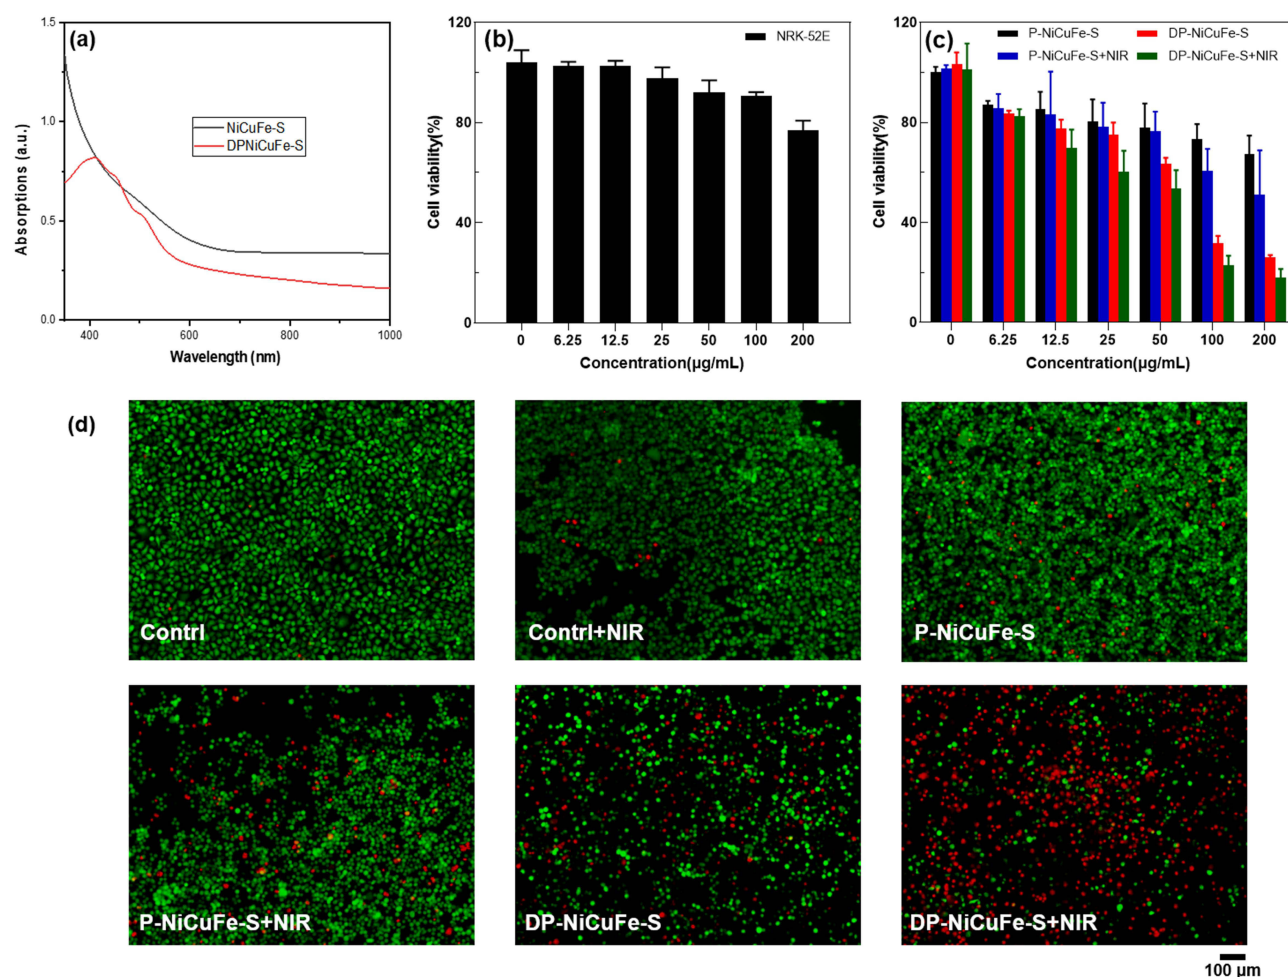 (a)
1.5
1.0
0.5
0.0
Absorptions (a.u.)
NiCuFe-S
DPNiCuFe-S
400 600 800 1000
Wavelength (nm)
(b)
NRK-52E
120
80
40
0
Cell viability(%)
0 6.25 12.5 25 50 100 200
Concentration(μg/mL)
(c)
P-NiCuFe-S DP-NiCuFe-S
P-NiCuFe-S+NIR DP-NiCuFe-S+NIR
120
80
40
0
Cell viability(%)
0 6.25 12.5 25 50 100 200
Concentration(μg/mL)
(d)
Contrl
Contrl+NIR
P-NiCuFe-S
P-NiCuFe-S+NIR
DP-NiCuFe-S
DP-NiCuFe-S+NIR
100 μm